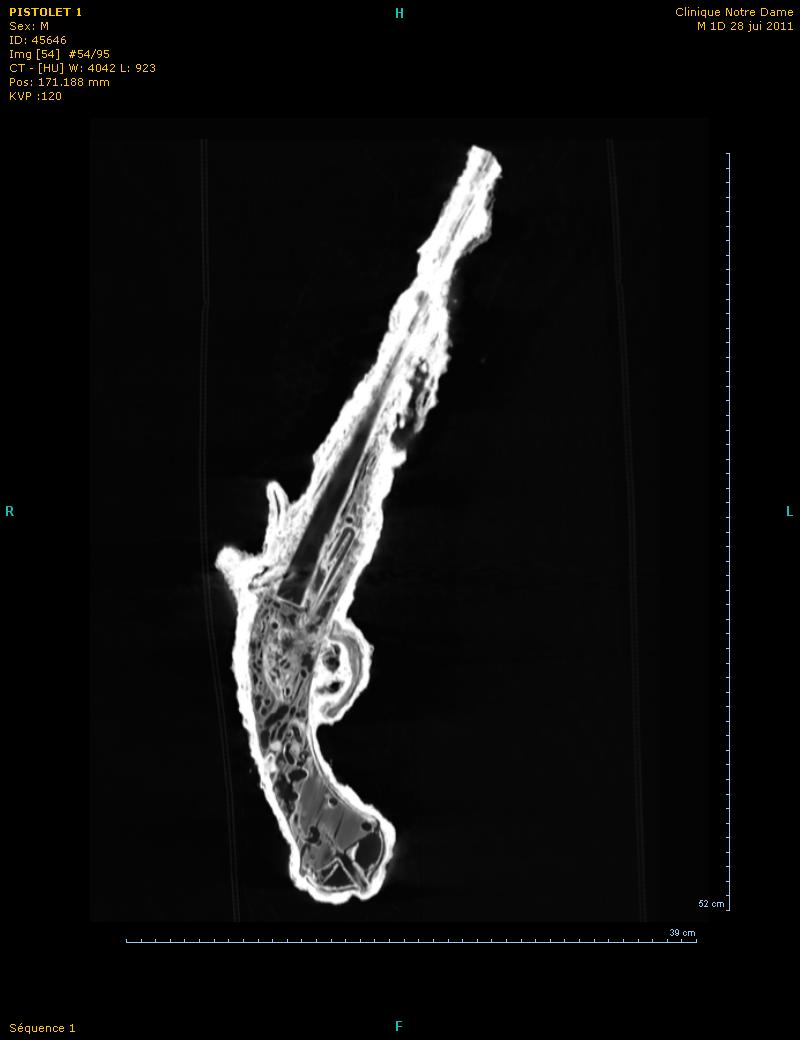 PISTOLET 1
Sex: M
ID: 45646
Img [54] #54/95
CT - [HU] W: 4042 L: 923
Pos: 171.188 mm
KVP :120
H
Clinique Notre Dame
M 1D 28 jui 2011
R
L
52 cm
39 cm
Séquence 1
F